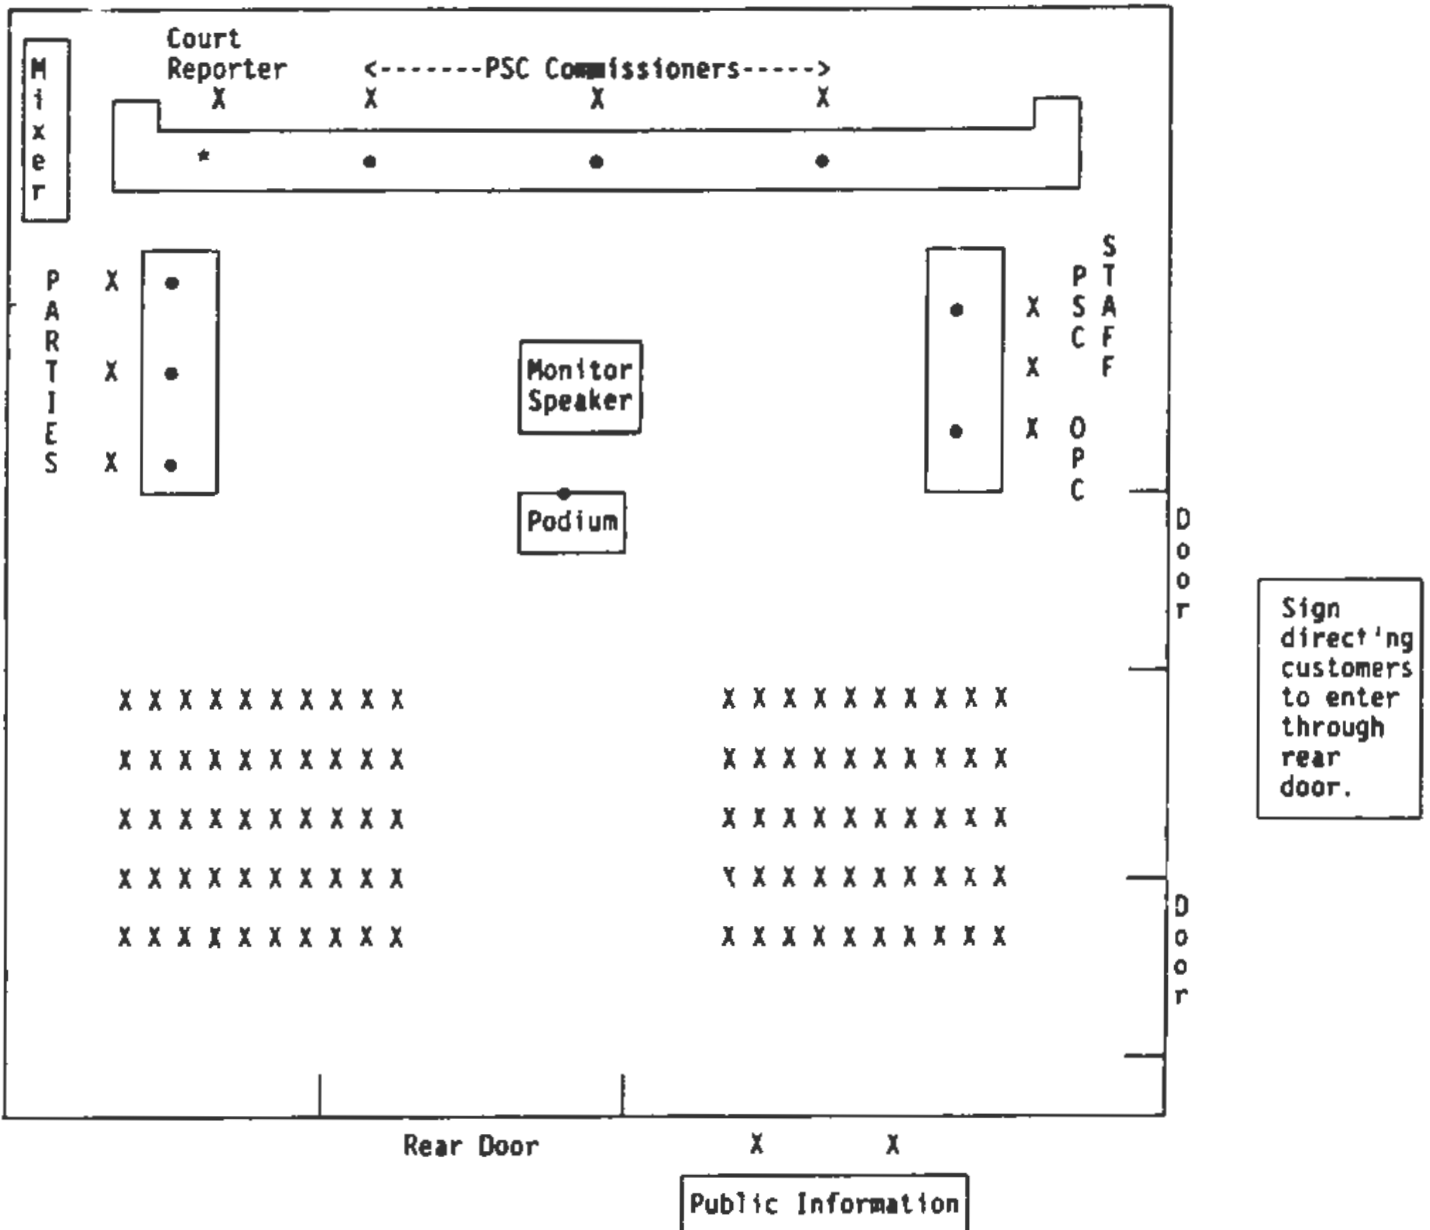 Court
Reporter <-------PSC Commissioners----->
X X X X
Mixer
* ● ● ●
PARTIES
X ●
X ●
X ●
PSC STAFF
● X
X
● X
OPC
Monitor
Speaker
Podium
Door
Sign
directing
customers
to enter
through
rear
door.
X X X X X X X X X X X X X X X X X X X X
X X X X X X X X X X X X X X X X X X X X
X X X X X X X X X X X X X X X X X X X X
X X X X X X X X X X X X X X X X X X X X
X X X X X X X X X X X X X X X X X X X X
Door
Rear Door X X
Public Information